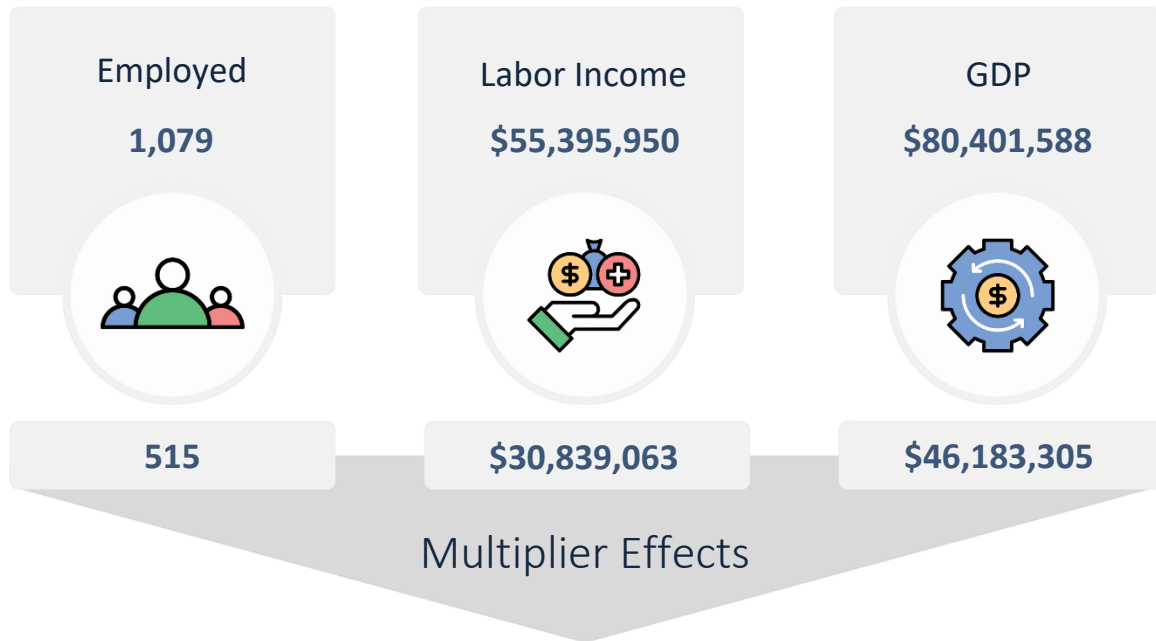 Employed
1,079
Labor Income
$55,395,950
GDP
$80,401,588
$
$
515
$30,839,063
$46,183,305
Multiplier Effects